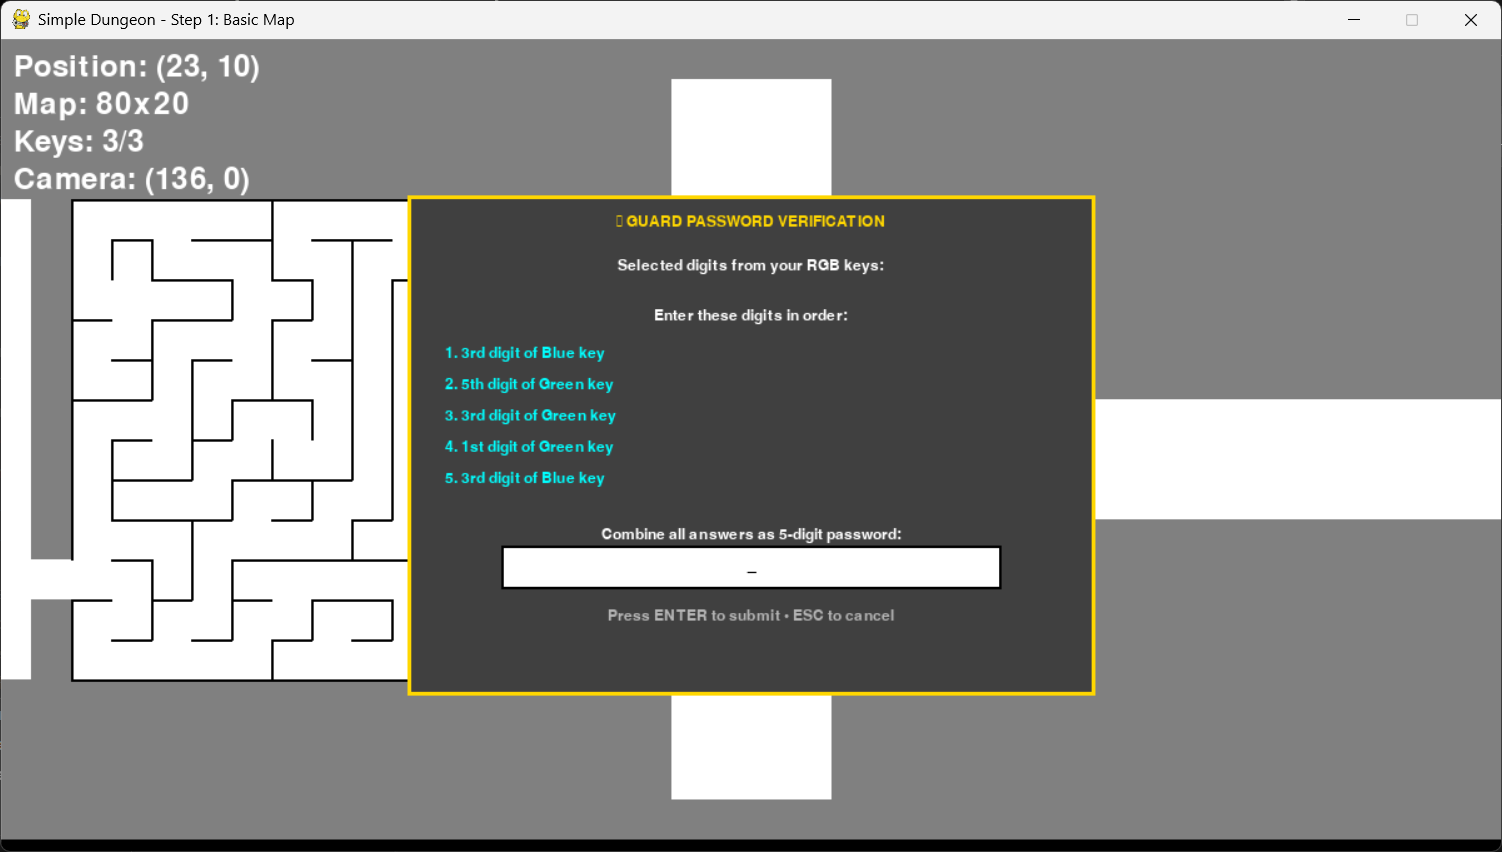 Simple Dungeon - Step 1: Basic Map
Position: (23, 10)
Map: 80x20
Keys: 3/3
Camera: (136, 0)
GUARD PASSWORD VERIFICATION
Selected digits from your RGB keys:
Enter these digits in order:
1. 3rd digit of Blue key
2. 5th digit of Green key
3. 3rd digit of Green key
4. 1st digit of Green key
5. 3rd digit of Blue key
Combine all answers as 5-digit password:
_
Press ENTER to submit • ESC to cancel